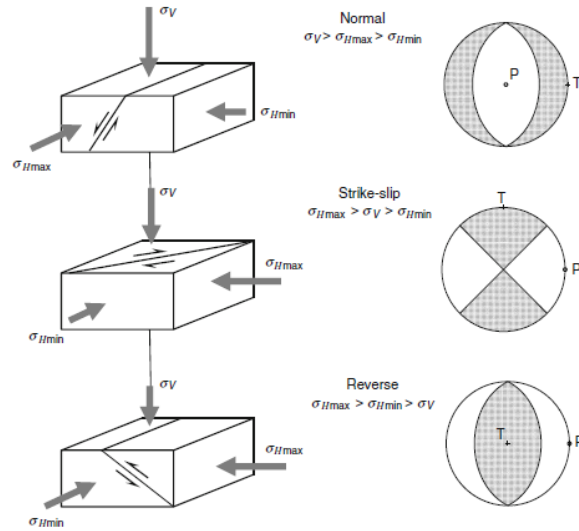 σV
Normal
σV > σHmax > σHmin
P
T
σHmin
σHmax
σV
Strike-slip
σHmax > σV > σHmin
T
σHmax
P
σHmin
σV
Reverse
σHmax > σHmin > σV
T
P
σHmax
σHmin